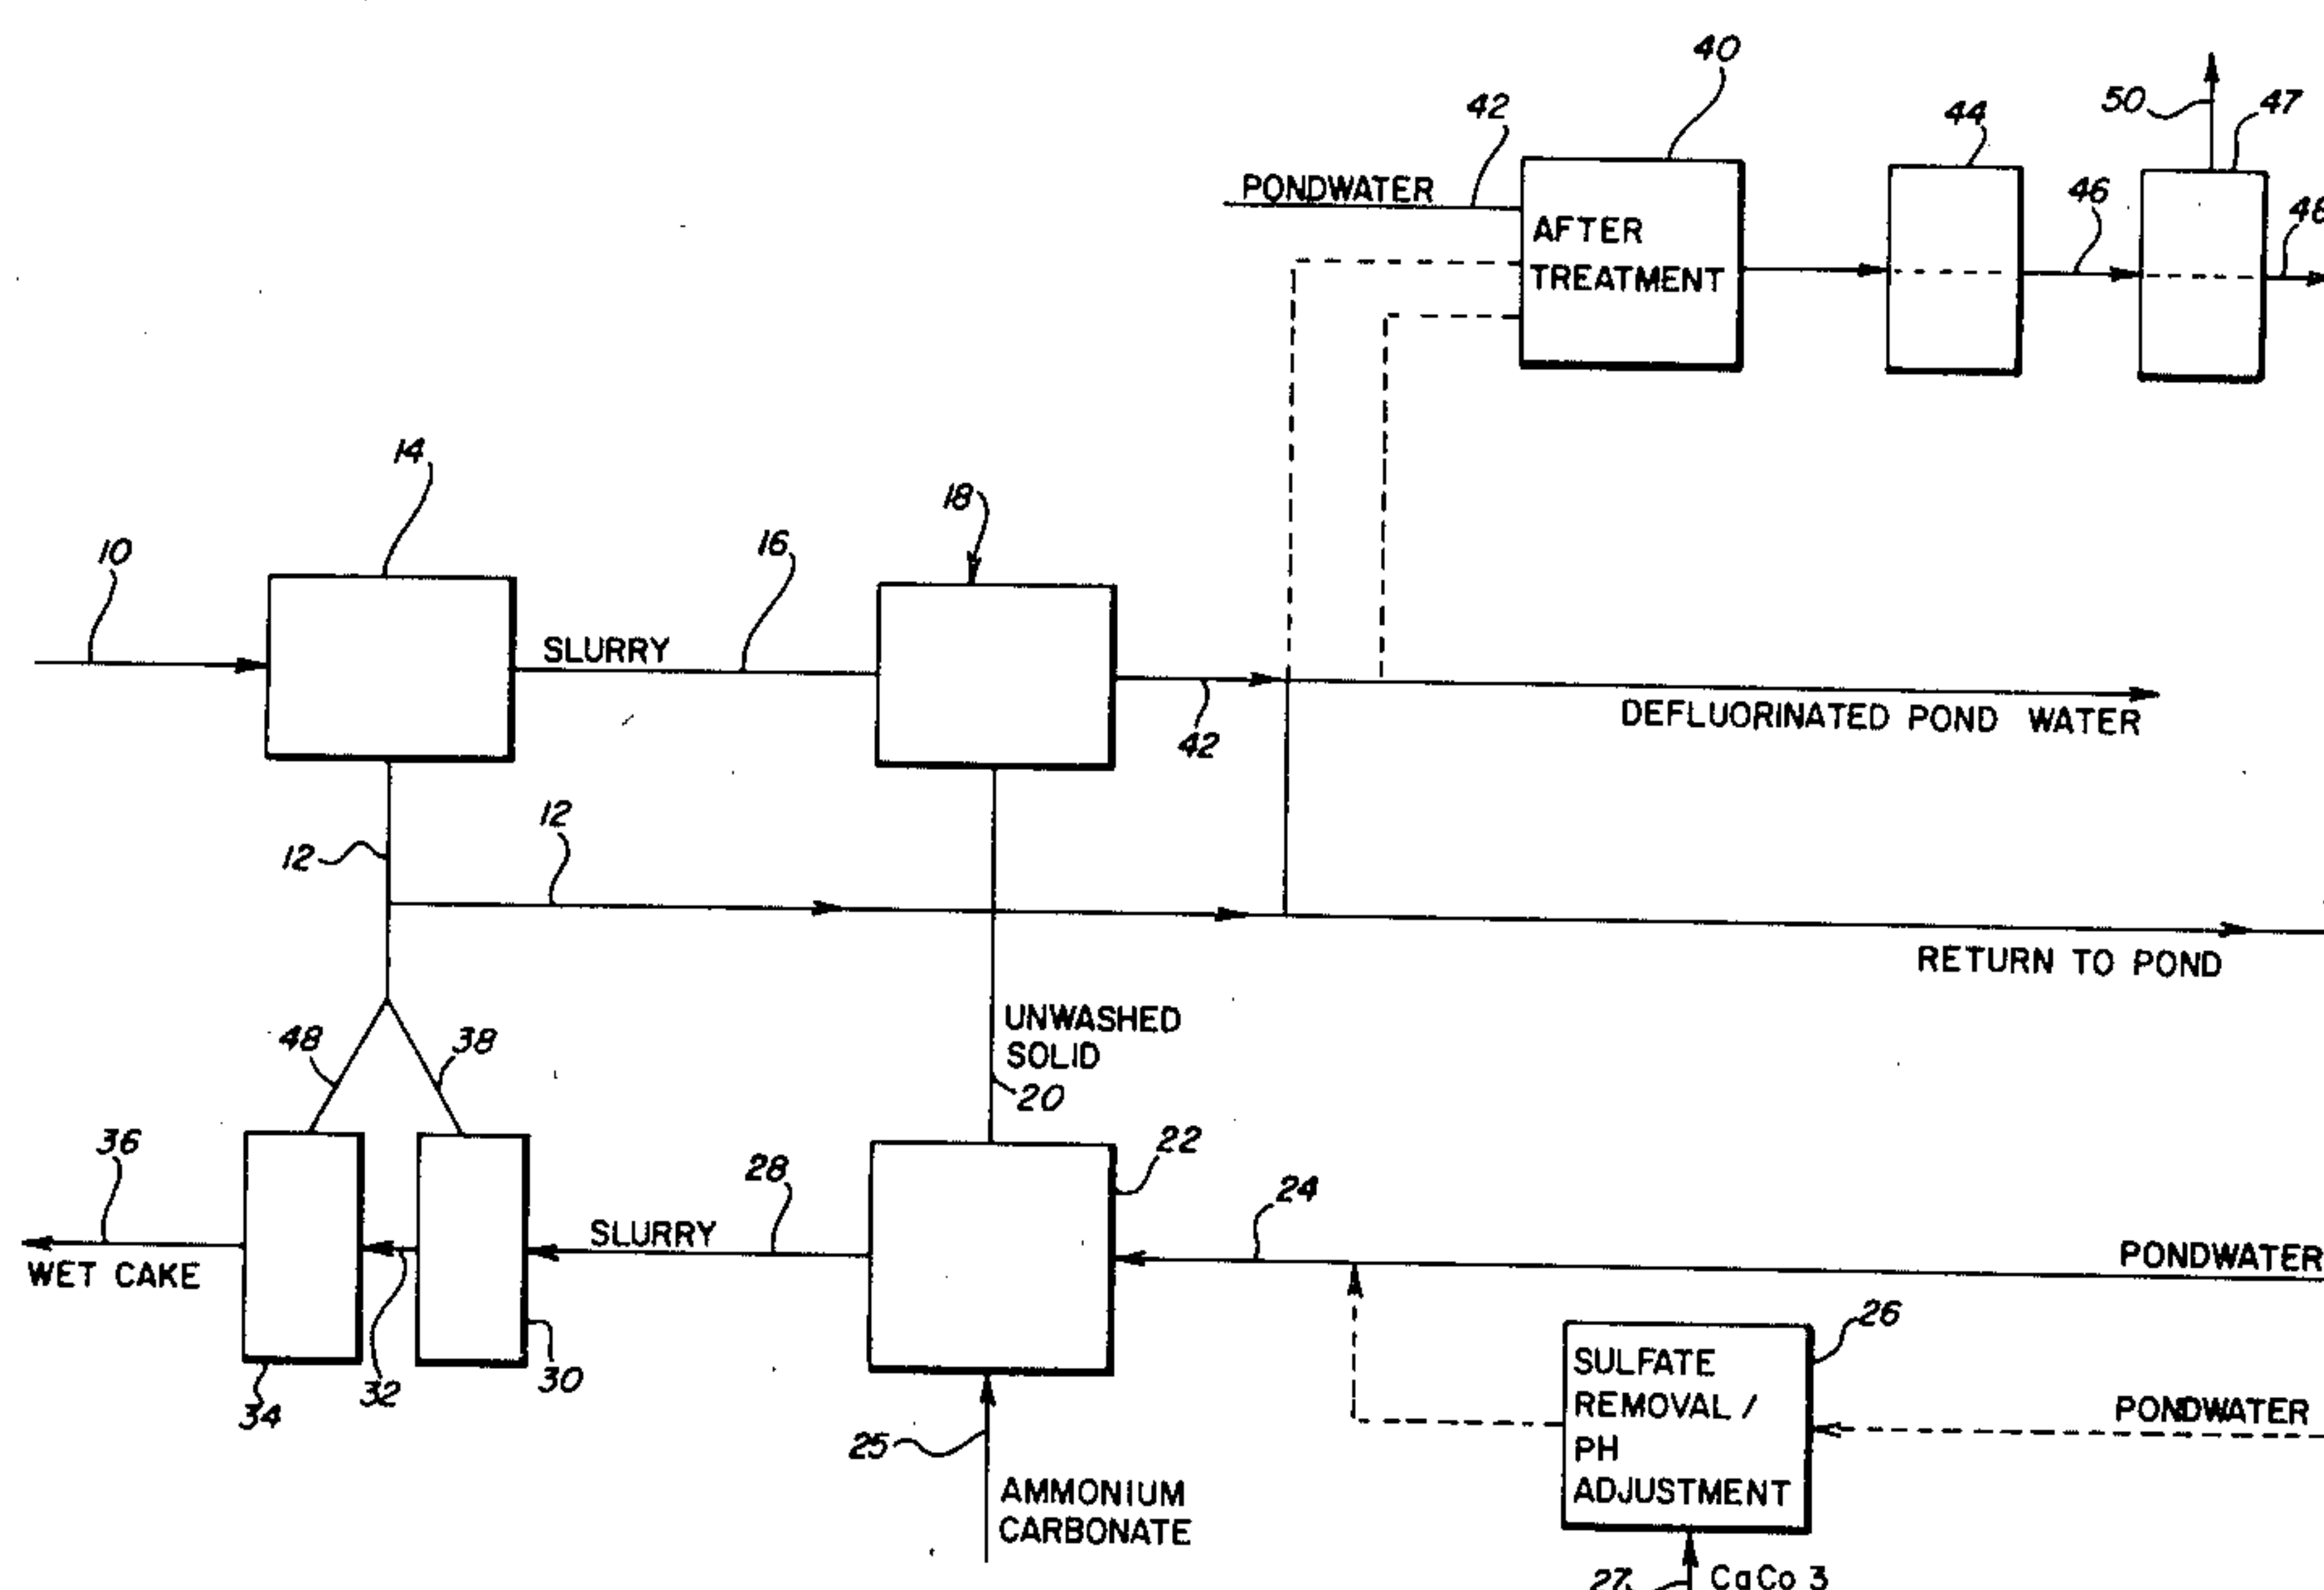 40
42
50
47
44
PONDWATER
46
48
AFTER
TREATMENT
14
18
10
16
SLURRY
DEFLUORINATED POND WATER
42
12
12
RETURN TO POND
UNWASHED
SOLID
20
48
38
36
28
22
24
SLURRY
PONDWATER
WET CAKE
26
SULFATE
REMOVAL /
PH
ADJUSTMENT
30
32
34
PONDWATER
25
AMMONIUM
CARBONATE
27
CaCo 3